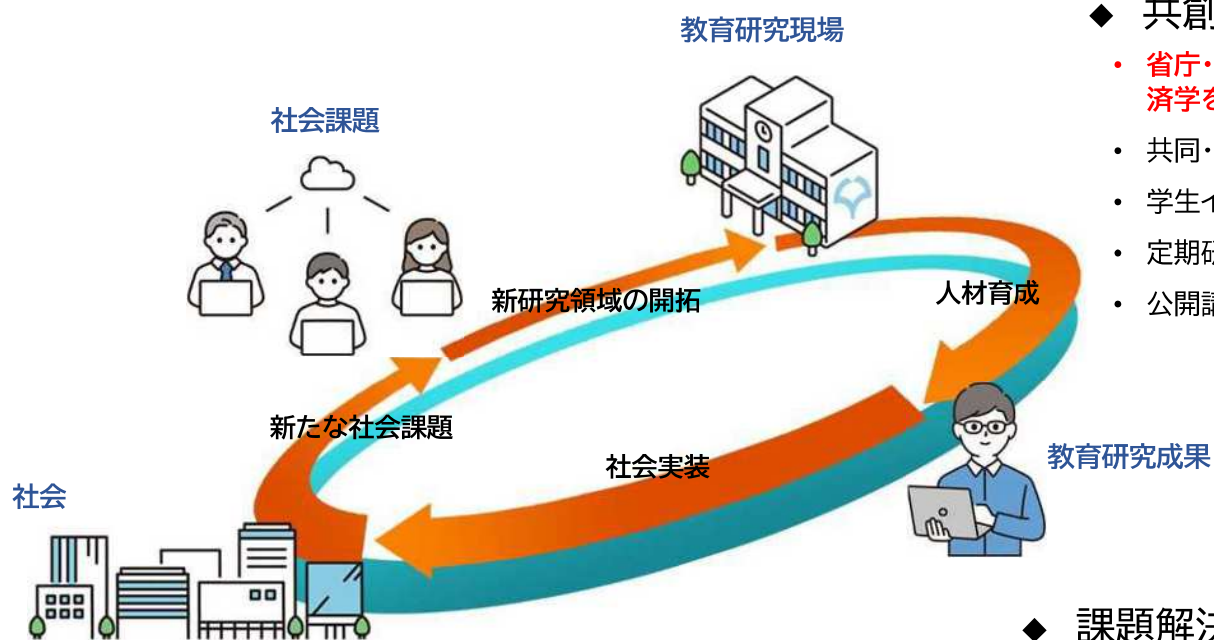 教育研究現場
社会課題
新研究領域の開拓
人材育成
新たな社会課題
社会実装
教育研究成果
社会
◆ 共創
• 省庁・
済学を
• 共同・
• 学生イ
• 定期研
• 公開講
◆ 課題解決